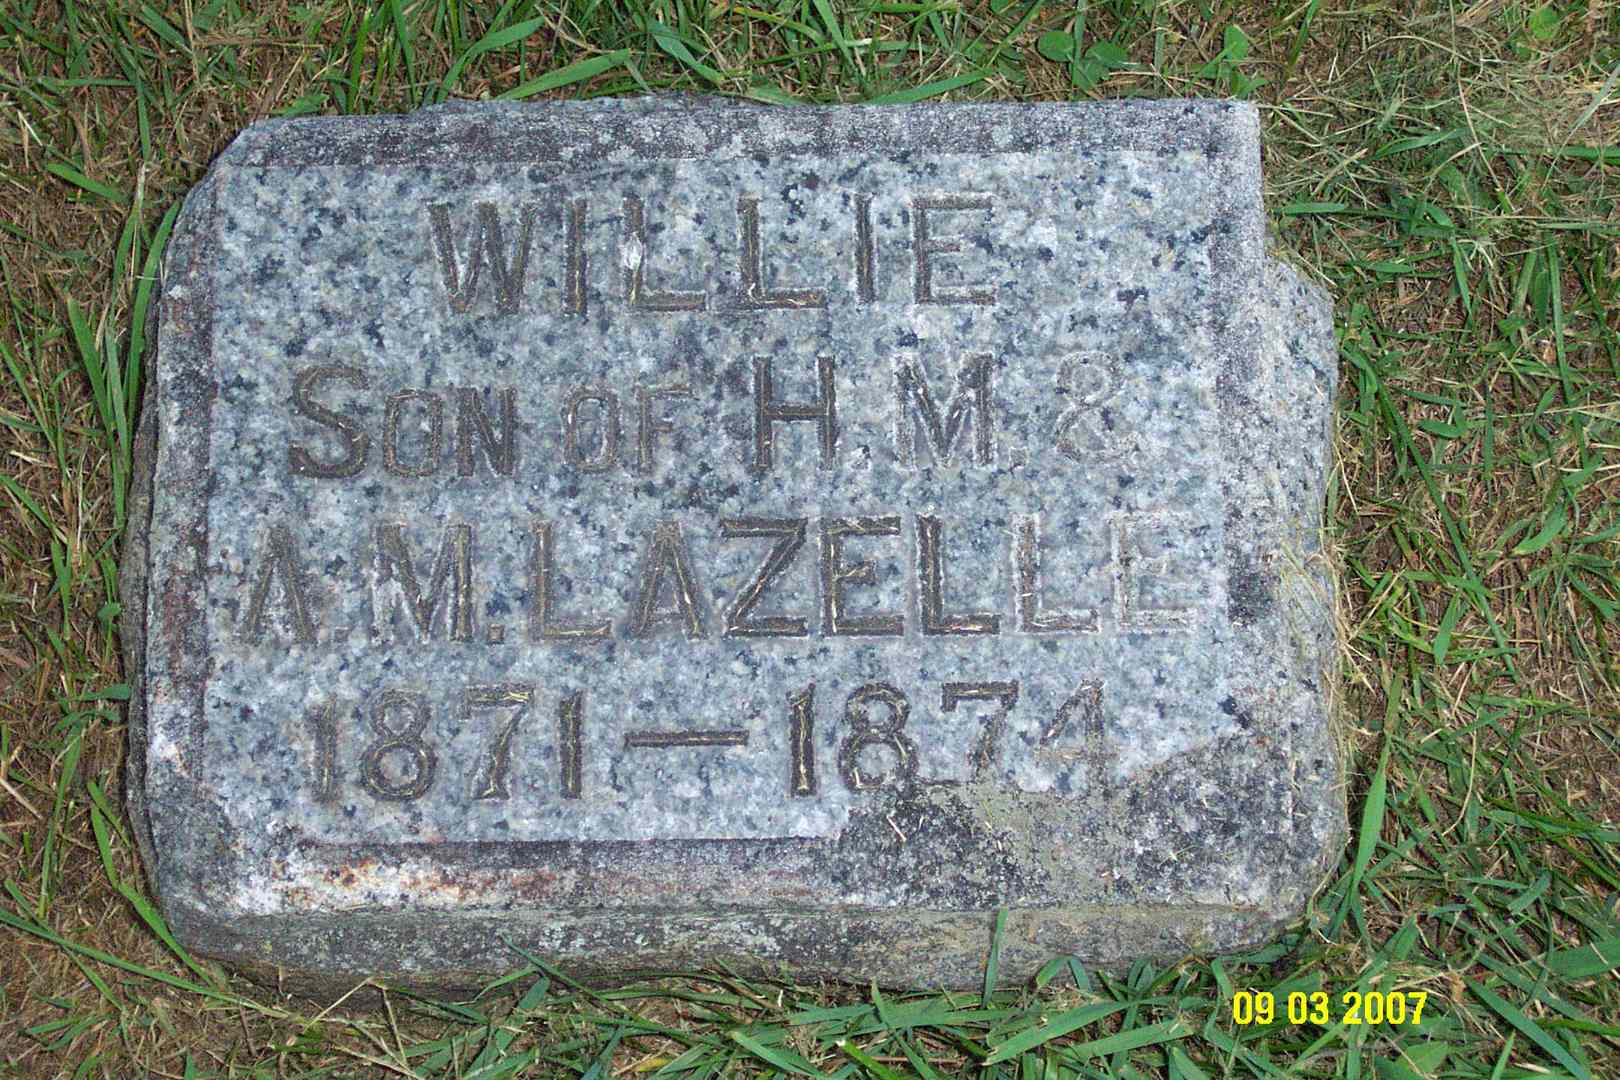 WILLIE
SON OF H.M. &
A.M. LAZELLE
1871—1874
09 03 2007